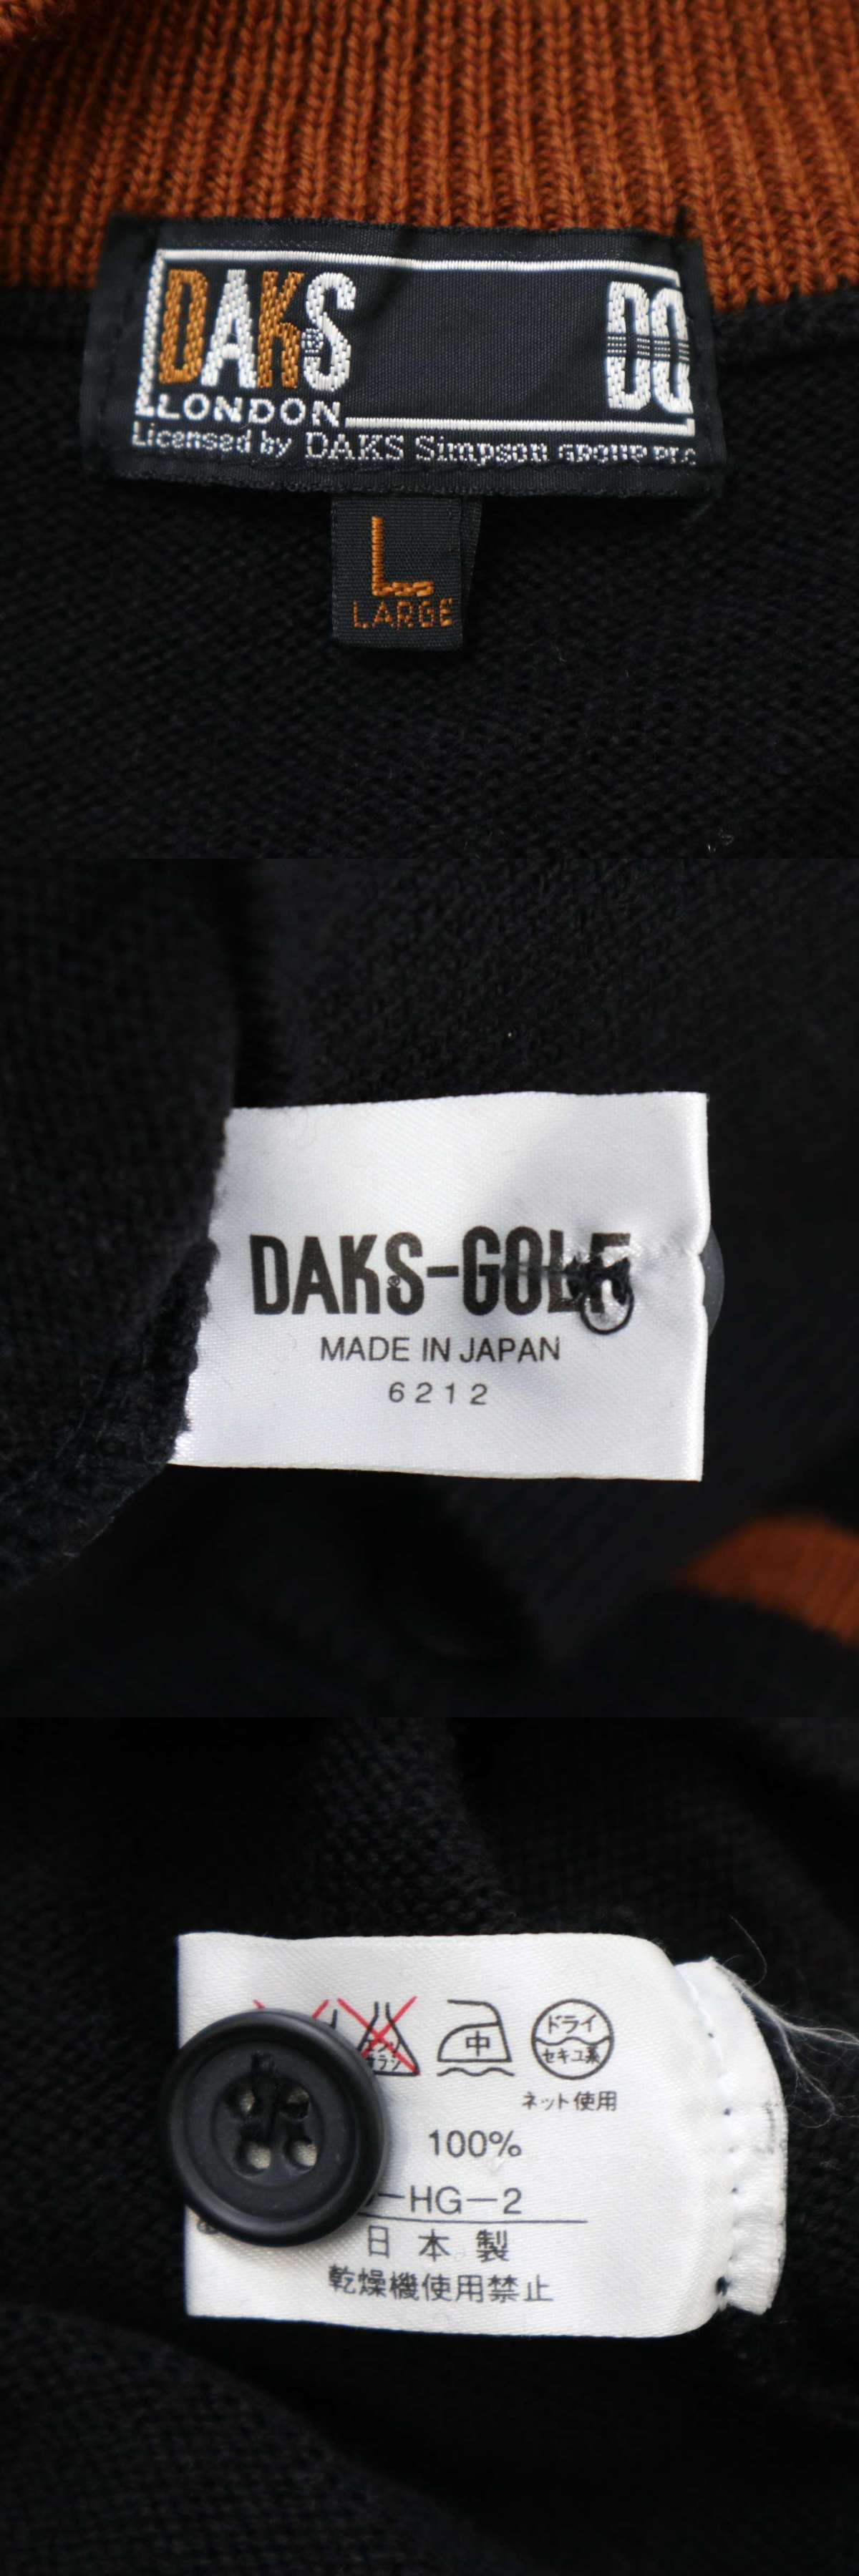 DAKS
DG
LONDON
Licensed by DAKS Simpson GROUP PLC
L
LARGE
DAKS-GOLF
MADE IN JAPAN
6212
中
ドライ
セキユ系
ネット使用
100%
-HG-2
日本製
乾燥機使用禁止